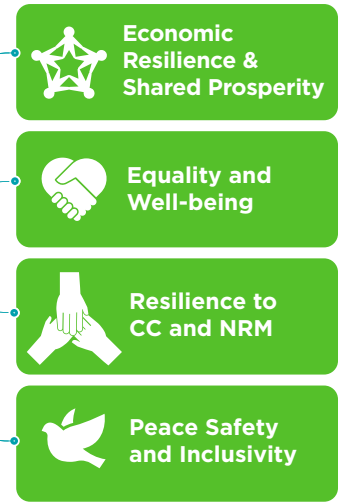 Economic
Resilience &
Shared Prosperity
Equality and
Well-being
Resilience to
CC and NRM
Peace Safety
and Inclusivity